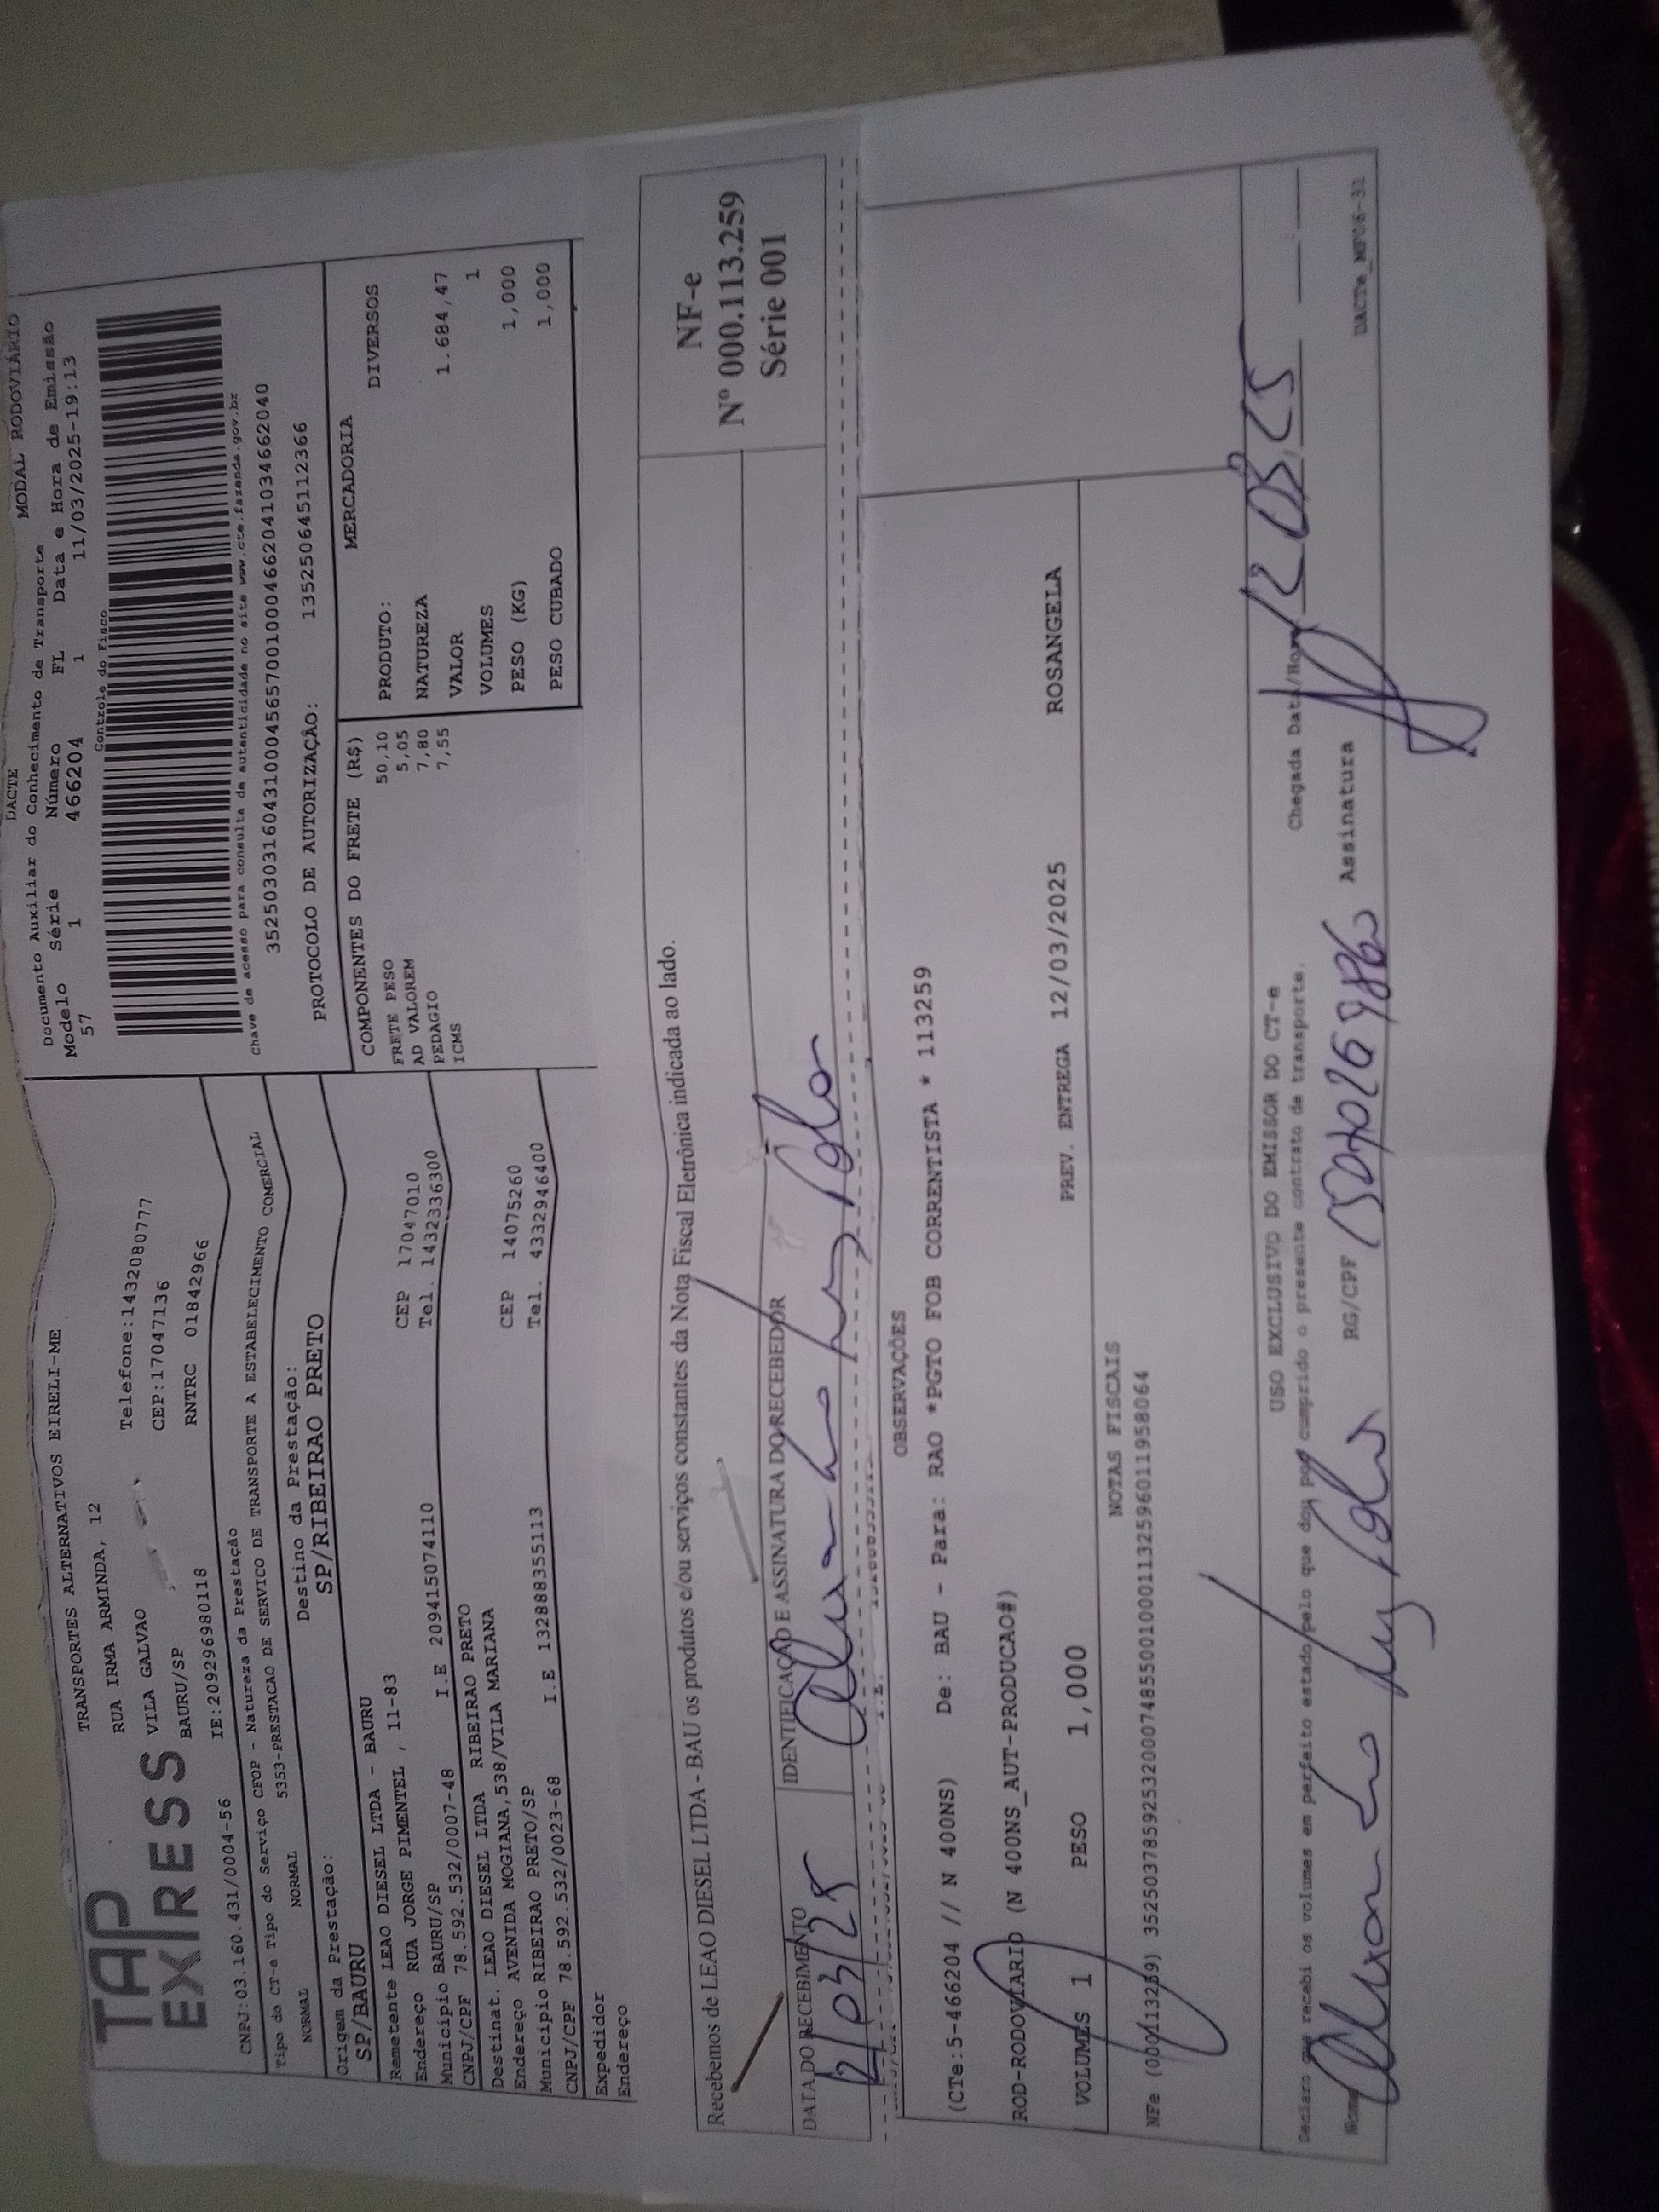 TAP
EXPRESS
TRANSPORTES ALTERNATIVOS EIRELI-ME
RUA IRMA ARMINDA, 12
VILA GALVAO
Telefone:1432080777
BAURU/SP
CEP:17047136
CNPJ:03.160.431/0004-56
IE:209296980118
RNTRC 01842966
DACTE
MODAL RODOVIÁRIO
Documento Auxiliar do Conhecimento de Transporte
Modelo Série Número FL Data e Hora de Emissão
57 1 466204 1 11/03/2025-19:13
Controle do Fisco
Chave de acesso para consulta de autenticidade no site www.cte.fazenda.gov.br
35250303160431000456570010004662041034662040
PROTOCOLO DE AUTORIZAÇÃO: 135250645112366
Tipo do CT-e Tipo do Serviço CFOP - Natureza da Prestação
NORMAL NORMAL 5353-PRESTACAO DE SERVICO DE TRANSPORTE A ESTABELECIMENTO COMERCIAL
Origem da Prestação: Destino da Prestação:
SP/BAURU SP/RIBEIRAO PRETO
Remetente LEAO DIESEL LTDA - BAURU
Endereço RUA JORGE PIMENTEL , 11-83 CEP 17047010
Município BAURU/SP Tel. 1432336300
CNPJ/CPF 78.592.532/0007-48 I.E 209415074110
Destinat. LEAO DIESEL LTDA RIBEIRAO PRETO
Endereço AVENIDA MOGIANA,538/VILA MARIANA CEP 14075260
Município RIBEIRAO PRETO/SP Tel. 4332946400
CNPJ/CPF 78.592.532/0023-68 I.E 132888355113
Expedidor
Endereço
COMPONENTES DO FRETE (R$)
FRETE PESO 50,10
AD VALOREM 5,05
PEDAGIO 7,80
ICMS 7,55
MERCADORIA
PRODUTO: DIVERSOS
NATUREZA
VALOR 1.684,47
VOLUMES 1
PESO (KG) 1,000
PESO CUBADO 1,000
Recebemos de LEAO DIESEL LTDA - BAU os produtos e/ou serviços constantes da Nota Fiscal Eletrônica indicada ao lado.
NF-e
Nº 000.113.259
Série 001
DATA DO RECEBIMENTO IDENTIFICAÇÃO E ASSINATURA DO RECEBEDOR
OBSERVAÇÕES
(CTe:5-466204 // N 400NS) De: BAU - Para: RAO *PGTO FOB CORRENTISTA * 113259
ROD-RODOVIARIO (N 400NS_AUT-PRODUCAO#)
VOLUMES 1 PESO 1,000 PREV. ENTREGA 12/03/2025 ROSANGELA
NOTAS FISCAIS
NFe (000113259) 35250378592532000748550010001132596011958064
USO EXCLUSIVO DO EMISSOR DO CT-e
Declaro que recebi os volumes em perfeito estado pelo que dou por cumprido o presente contrato de transporte.
Chegada Data/Hora 12 03 25
Nome RG/CPF Assinatura
DACTe_MF06-31